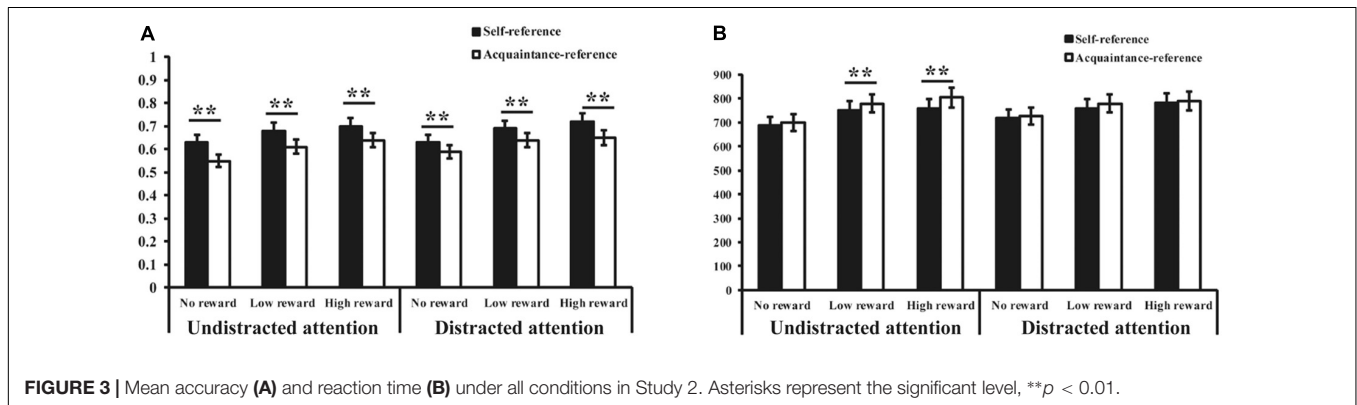 A
■Self-reference
□Acquaintance-reference
1
0.9
0.8
0.7
0.6
0.5
0.4
0.3
0.2
0.1
0
**
**
**
**
**
**
No reward
Low reward
High reward
No reward
Low reward
High reward
Undistracted attention
Distracted attention
B
■Self-reference
□Acquaintance-reference
900
800
700
600
500
400
300
200
100
0
**
**
No reward
Low reward
High reward
No reward
Low reward
High reward
Undistracted attention
Distracted attention
FIGURE 3 | Mean accuracy (A) and reaction time (B) under all conditions in Study 2. Asterisks represent the significant level, **p < 0.01.